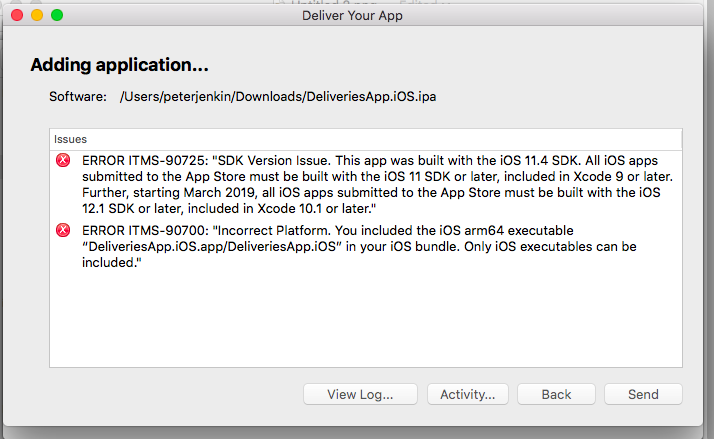 Deliver Your App
Adding application...
Software: /Users/peterjenkin/Downloads/DeliveriesApp.iOS.ipa
Issues
ERROR ITMS-90725: "SDK Version Issue. This app was built with the iOS 11.4 SDK. All iOS apps
submitted to the App Store must be built with the iOS 11 SDK or later, included in Xcode 9 or later.
Further, starting March 2019, all iOS apps submitted to the App Store must be built with the iOS
12.1 SDK or later, included in Xcode 10.1 or later."
ERROR ITMS-90700: "Incorrect Platform. You included the iOS arm64 executable
“DeliveriesApp.iOS.app/DeliveriesApp.iOS” in your iOS bundle. Only iOS executables can be
included."
View Log... Activity... Back Send